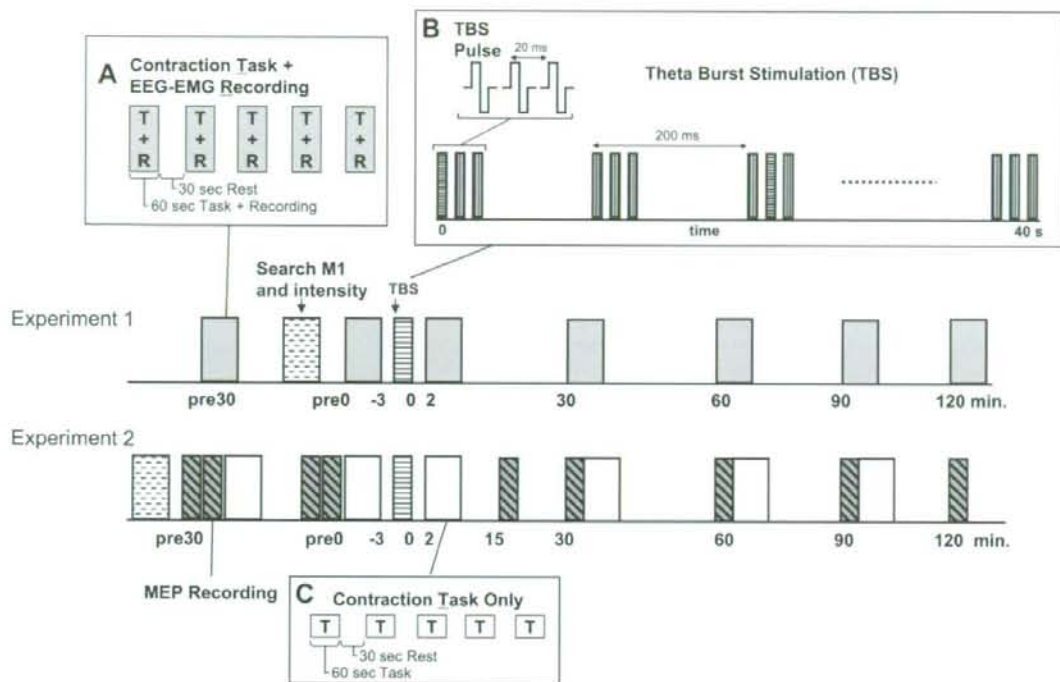 A Contraction Task +
EEG-EMG Recording
T + R T + R T + R T + R T + R
30 sec Rest
60 sec Task + Recording
B TBS
Pulse
20 ms
Theta Burst Stimulation (TBS)
200 ms
0 time 40 s
Search M1
and intensity
TBS
Experiment 1
pre30 pre0 -3 0 2 30 60 90 120 min.
Experiment 2
pre30 pre0 -3 0 2 15 30 60 90 120 min.
MEP Recording
C Contraction Task Only
T T T T T
30 sec Rest
60 sec Task